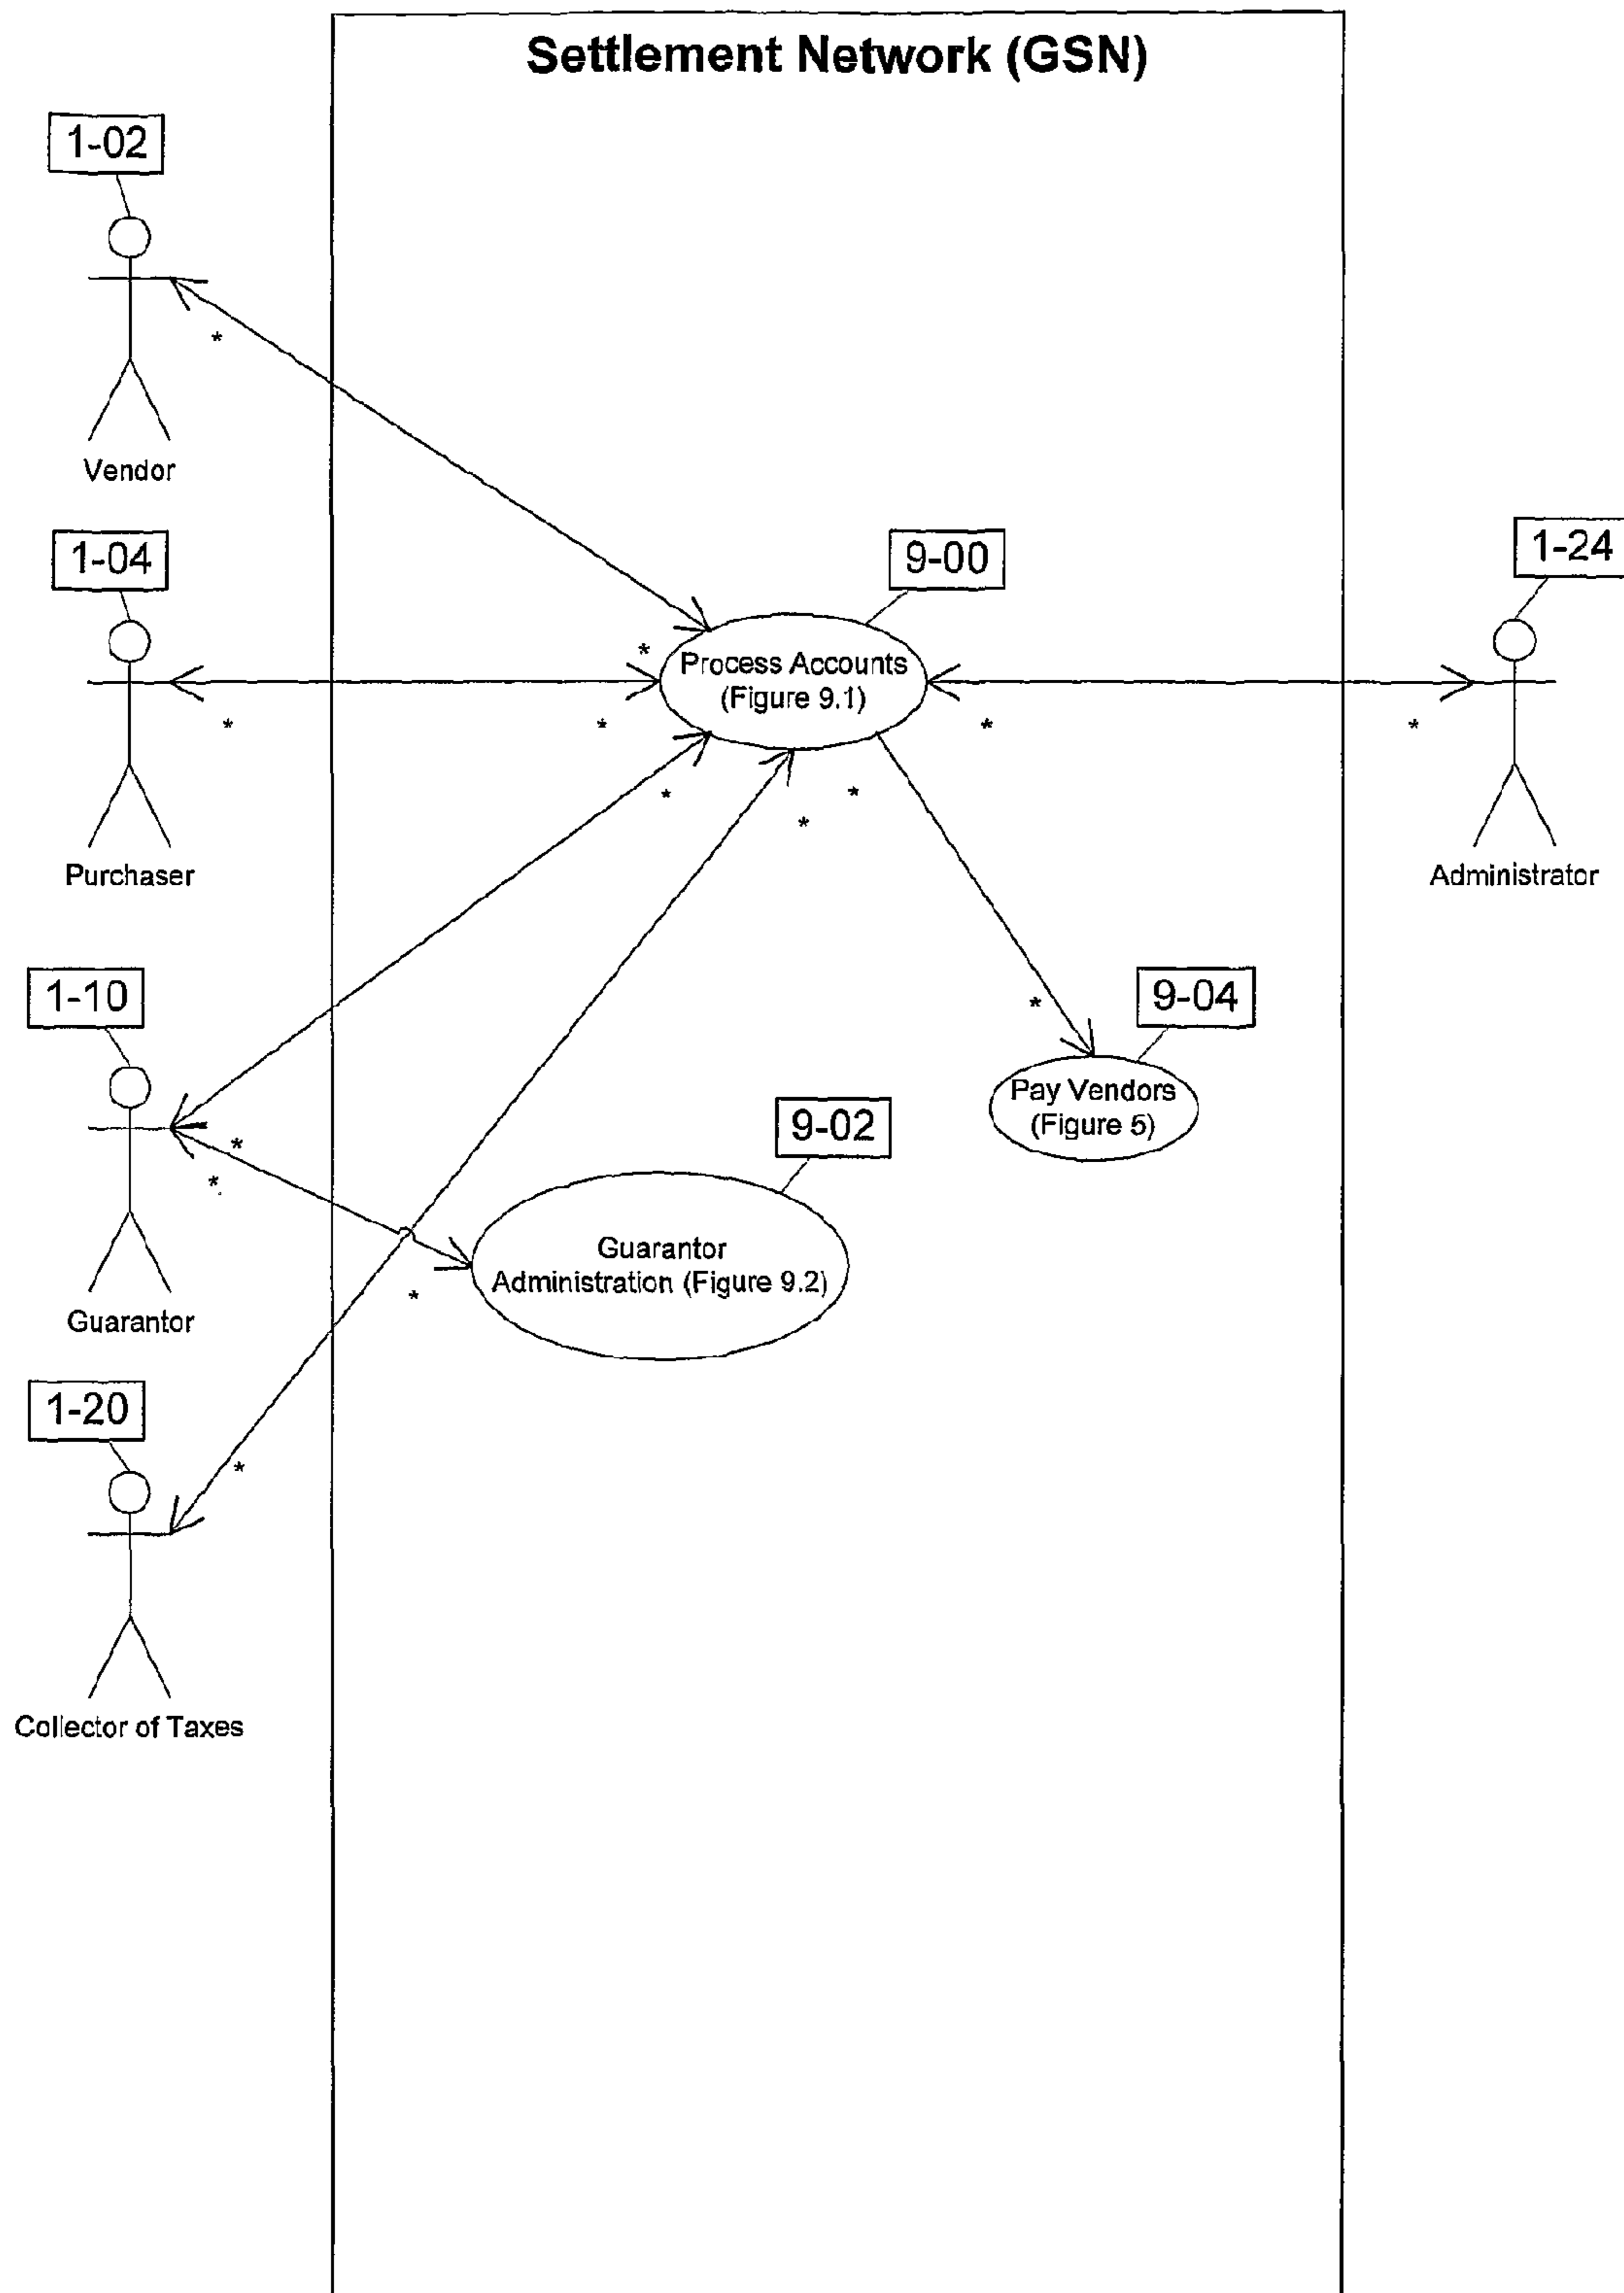 Settlement Network (GSN)
1-02
Vendor
1-04
Purchaser
9-00
Process Accounts
(Figure 9.1)
1-24
Administrator
1-10
Guarantor
9-04
Pay Vendors
(Figure 5)
9-02
Guarantor
Administration (Figure 9.2)
1-20
Collector of Taxes
*
*
*
*
*
*
*
*
*
*
*
*
*
*